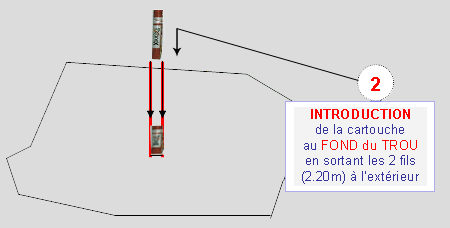 2
INTRODUCTION
de la cartouche
au FOND du TROU
en sortant les 2 fils
(2.20m) à l'extérieur